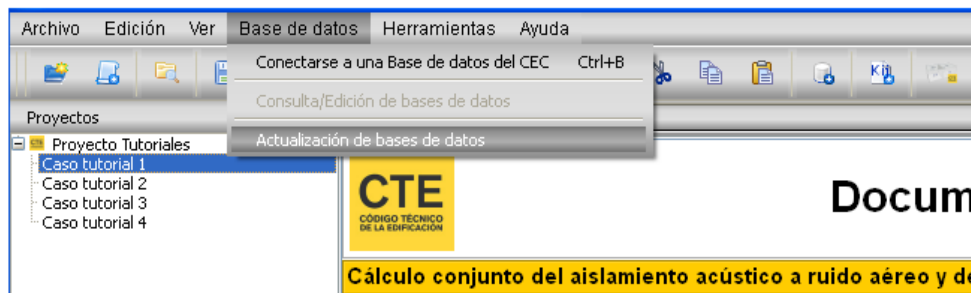 Archivo Edición Ver Base de datos Herramientas Ayuda
Conectarse a una Base de datos del CEC Ctrl+B
Consulta/Edición de bases de datos
Actualización de bases de datos
Proyectos
Proyecto Tutoriales
Caso tutorial 1
Caso tutorial 2
Caso tutorial 3
Caso tutorial 4
CTE
CÓDIGO TÉCNICO
DE LA EDIFICACIÓN
Docum
Cálculo conjunto del aislamiento acústico a ruido aéreo y de